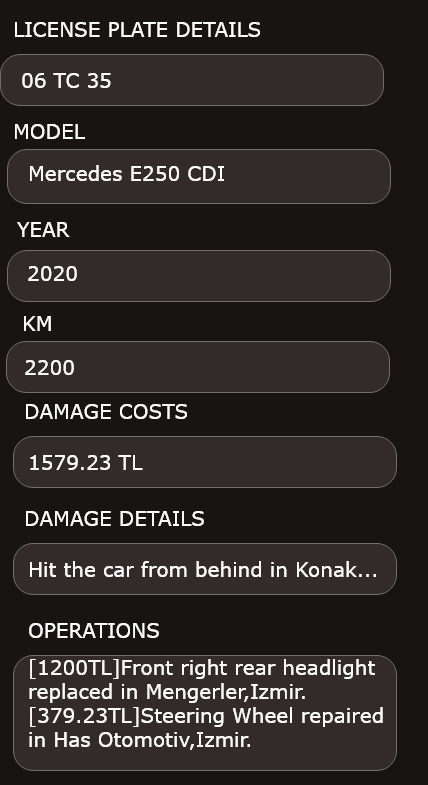 LICENSE PLATE DETAILS
06 TC 35
MODEL
Mercedes E250 CDI
YEAR
2020
KM
2200
DAMAGE COSTS
1579.23 TL
DAMAGE DETAILS
Hit the car from behind in Konak...
OPERATIONS
[1200TL]Front right rear headlight
replaced in Mengerler,Izmir.
[379.23TL]Steering Wheel repaired
in Has Otomotiv,Izmir.